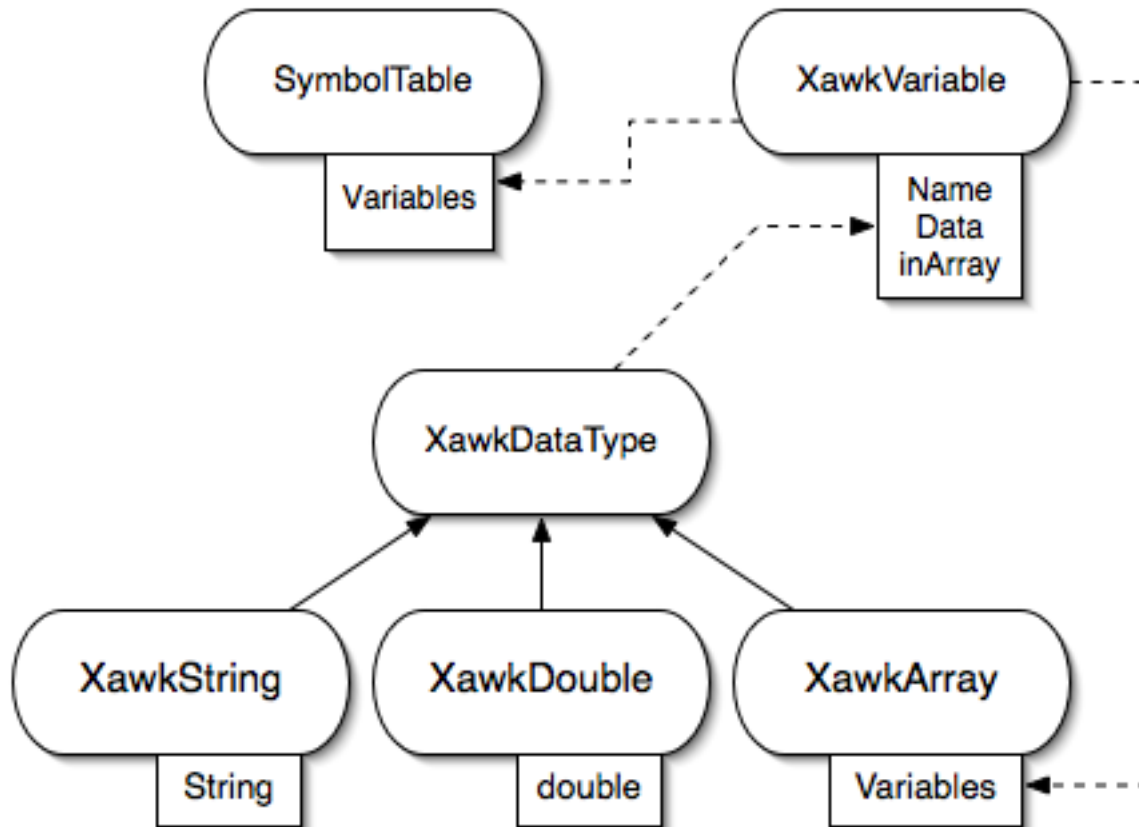 SymbolTable
XawkVariable
Variables
Name
Data
inArray
XawkDataType
XawkString
XawkDouble
XawkArray
String
double
Variables